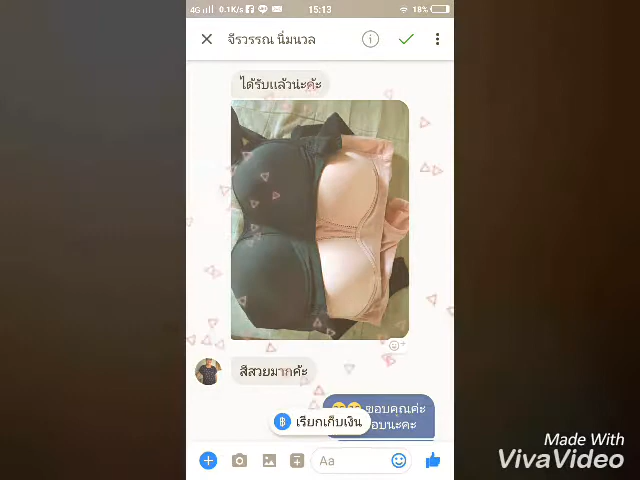 4G 0.1K/s 15:13 18%
จีรวรรณ นิ่มนวล
ได้รับแล้วน่ะค้ะ
สีสวยมากค้ะ
ขอบคุณค่ะ
อบนะคะ
฿ เรียกเก็บเงิน
Aa
Made With
VivaVideo